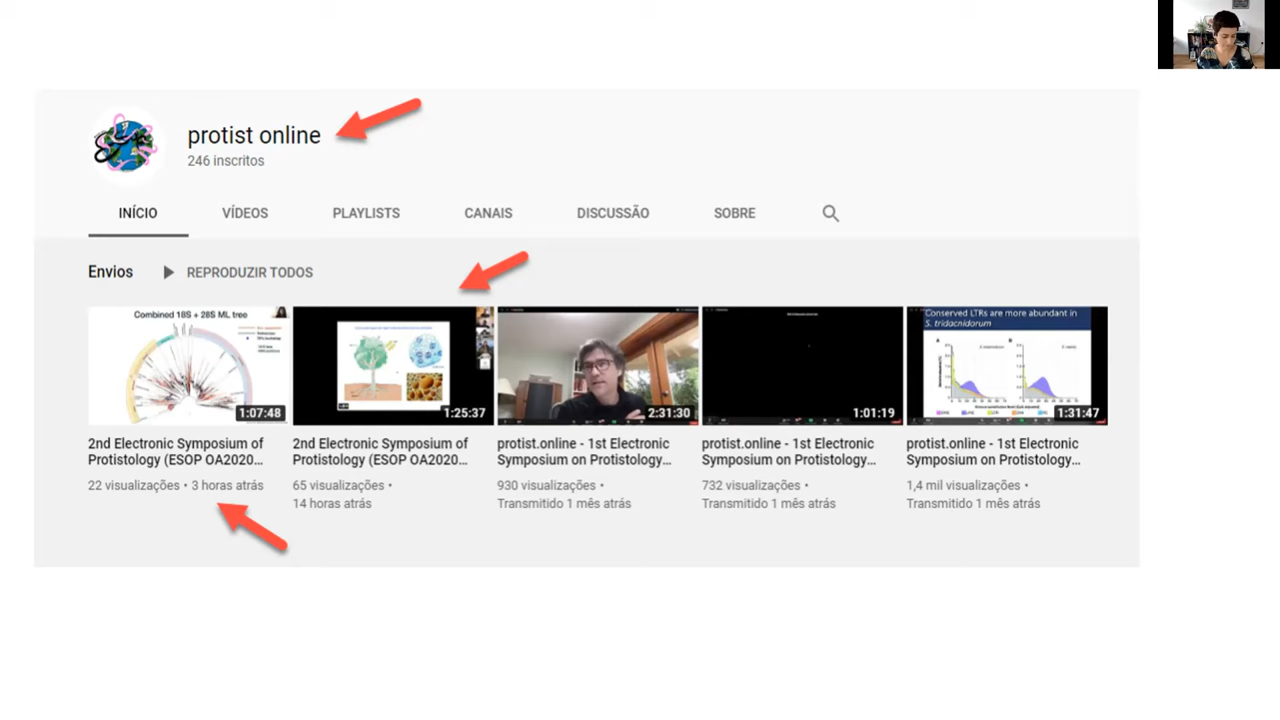 protist online
246 inscritos
INÍCIO VÍDEOS PLAYLISTS CANAIS DISCUSSÃO SOBRE
Envios REPRODUZIR TODOS
Combined 18S + 28S ML tree
1:07:48
1:25:37
2:31:30
1:01:19
Conserved LTRs are more abundant in
S. tridacnidorum
1:31:47
2nd Electronic Symposium of
Protistology (ESOP OA2020...
22 visualizações • 3 horas atrás
2nd Electronic Symposium of
Protistology (ESOP OA2020...
65 visualizações •
14 horas atrás
protist.online - 1st Electronic
Symposium on Protistology...
930 visualizações •
Transmitido 1 mês atrás
protist.online - 1st Electronic
Symposium on Protistology...
732 visualizações •
Transmitido 1 mês atrás
protist.online - 1st Electronic
Symposium on Protistology...
1,4 mil visualizações •
Transmitido 1 mês atrás